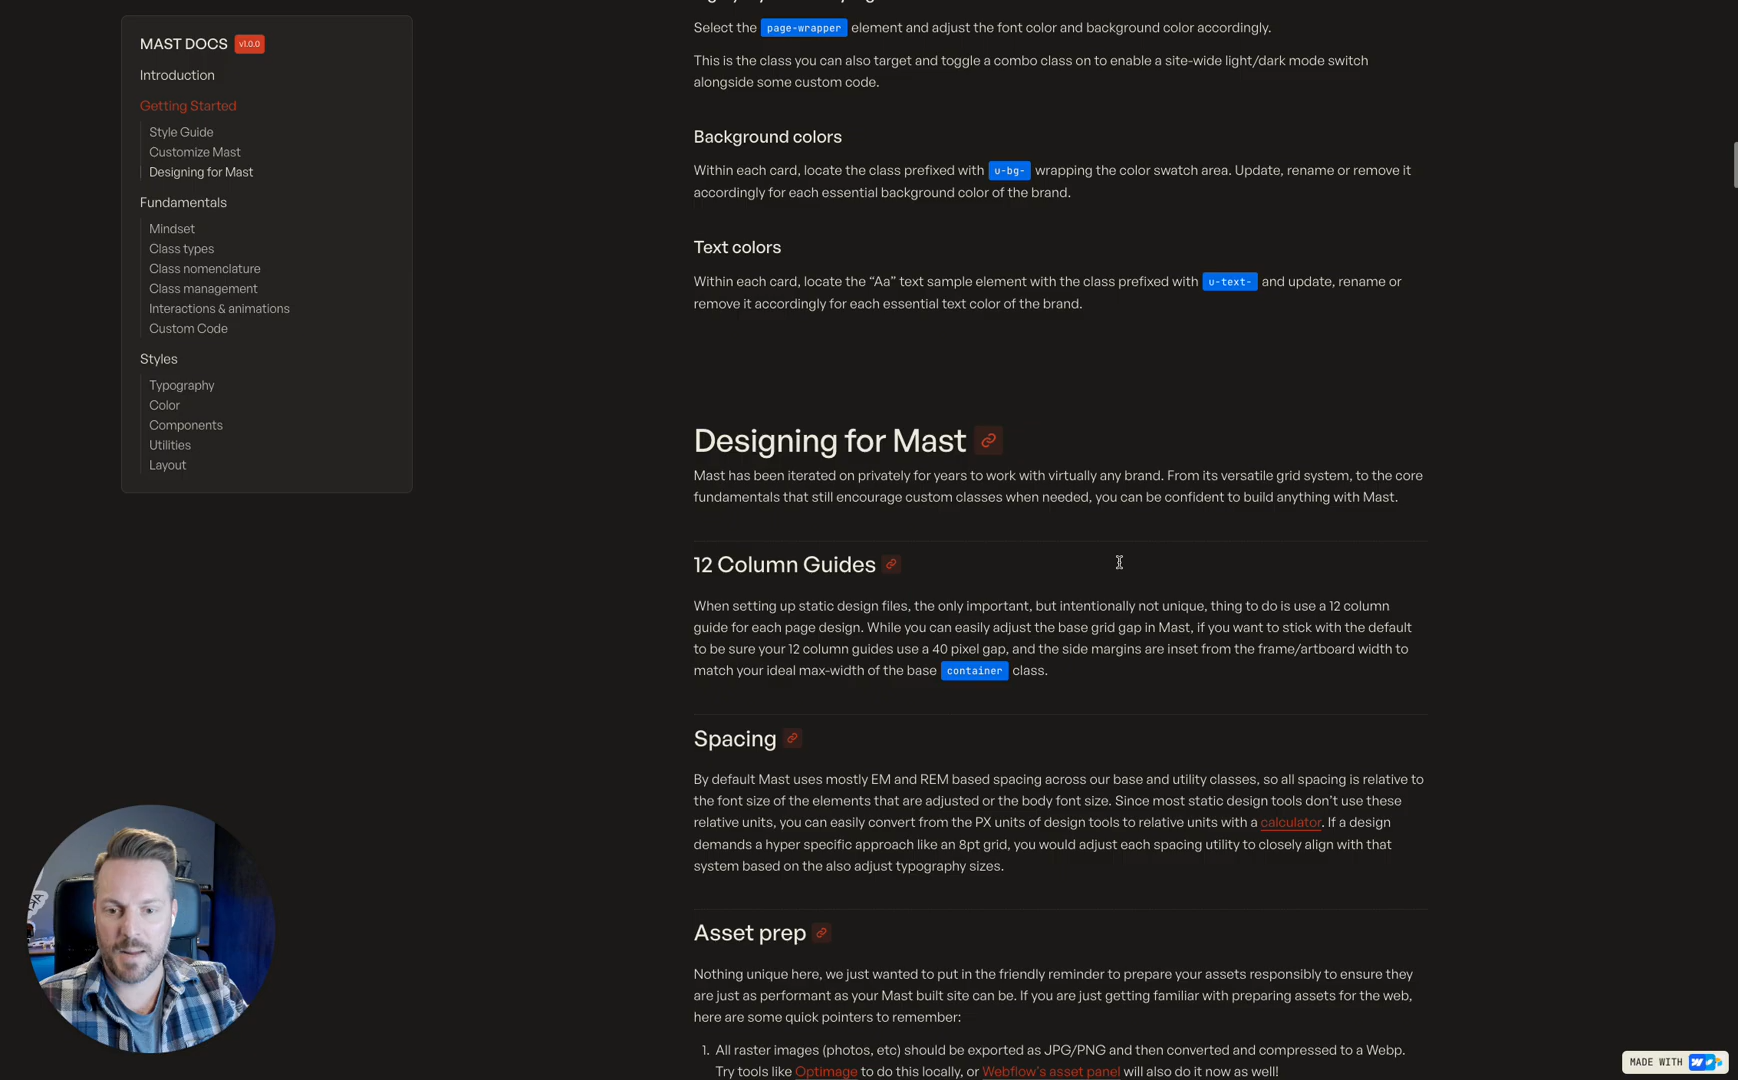 MAST DOCS v1.0.0
Introduction
Getting Started
Style Guide
Customize Mast
Designing for Mast
Fundamentals
Mindset
Class types
Class nomenclature
Class management
Interactions & animations
Custom Code
Styles
Typography
Color
Components
Utilities
Layout
Select the page-wrapper element and adjust the font color and background color accordingly.
This is the class you can also target and toggle a combo class on to enable a site-wide light/dark mode switch
alongside some custom code.
Background colors
Within each card, locate the class prefixed with u-bg- wrapping the color swatch area. Update, rename or remove it
accordingly for each essential background color of the brand.
Text colors
Within each card, locate the “Aa” text sample element with the class prefixed with u-text- and update, rename or
remove it accordingly for each essential text color of the brand.
Designing for Mast
Mast has been iterated on privately for years to work with virtually any brand. From its versatile grid system, to the core
fundamentals that still encourage custom classes when needed, you can be confident to build anything with Mast.
12 Column Guides
When setting up static design files, the only important, but intentionally not unique, thing to do is use a 12 column
guide for each page design. While you can easily adjust the base grid gap in Mast, if you want to stick with the default
to be sure your 12 column guides use a 40 pixel gap, and the side margins are inset from the frame/artboard width to
match your ideal max-width of the base container class.
Spacing
By default Mast uses mostly EM and REM based spacing across our base and utility classes, so all spacing is relative to
the font size of the elements that are adjusted or the body font size. Since most static design tools don’t use these
relative units, you can easily convert from the PX units of design tools to relative units with a calculator. If a design
demands a hyper specific approach like an 8pt grid, you would adjust each spacing utility to closely align with that
system based on the also adjust typography sizes.
Asset prep
Nothing unique here, we just wanted to put in the friendly reminder to prepare your assets responsibly to ensure they
are just as performant as your Mast built site can be. If you are just getting familiar with preparing assets for the web,
here are some quick pointers to remember:
1. All raster images (photos, etc) should be exported as JPG/PNG and then converted and compressed to a Webp.
Try tools like Optimage to do this locally, or Webflow’s asset panel will also do it now as well!
MADE WITH